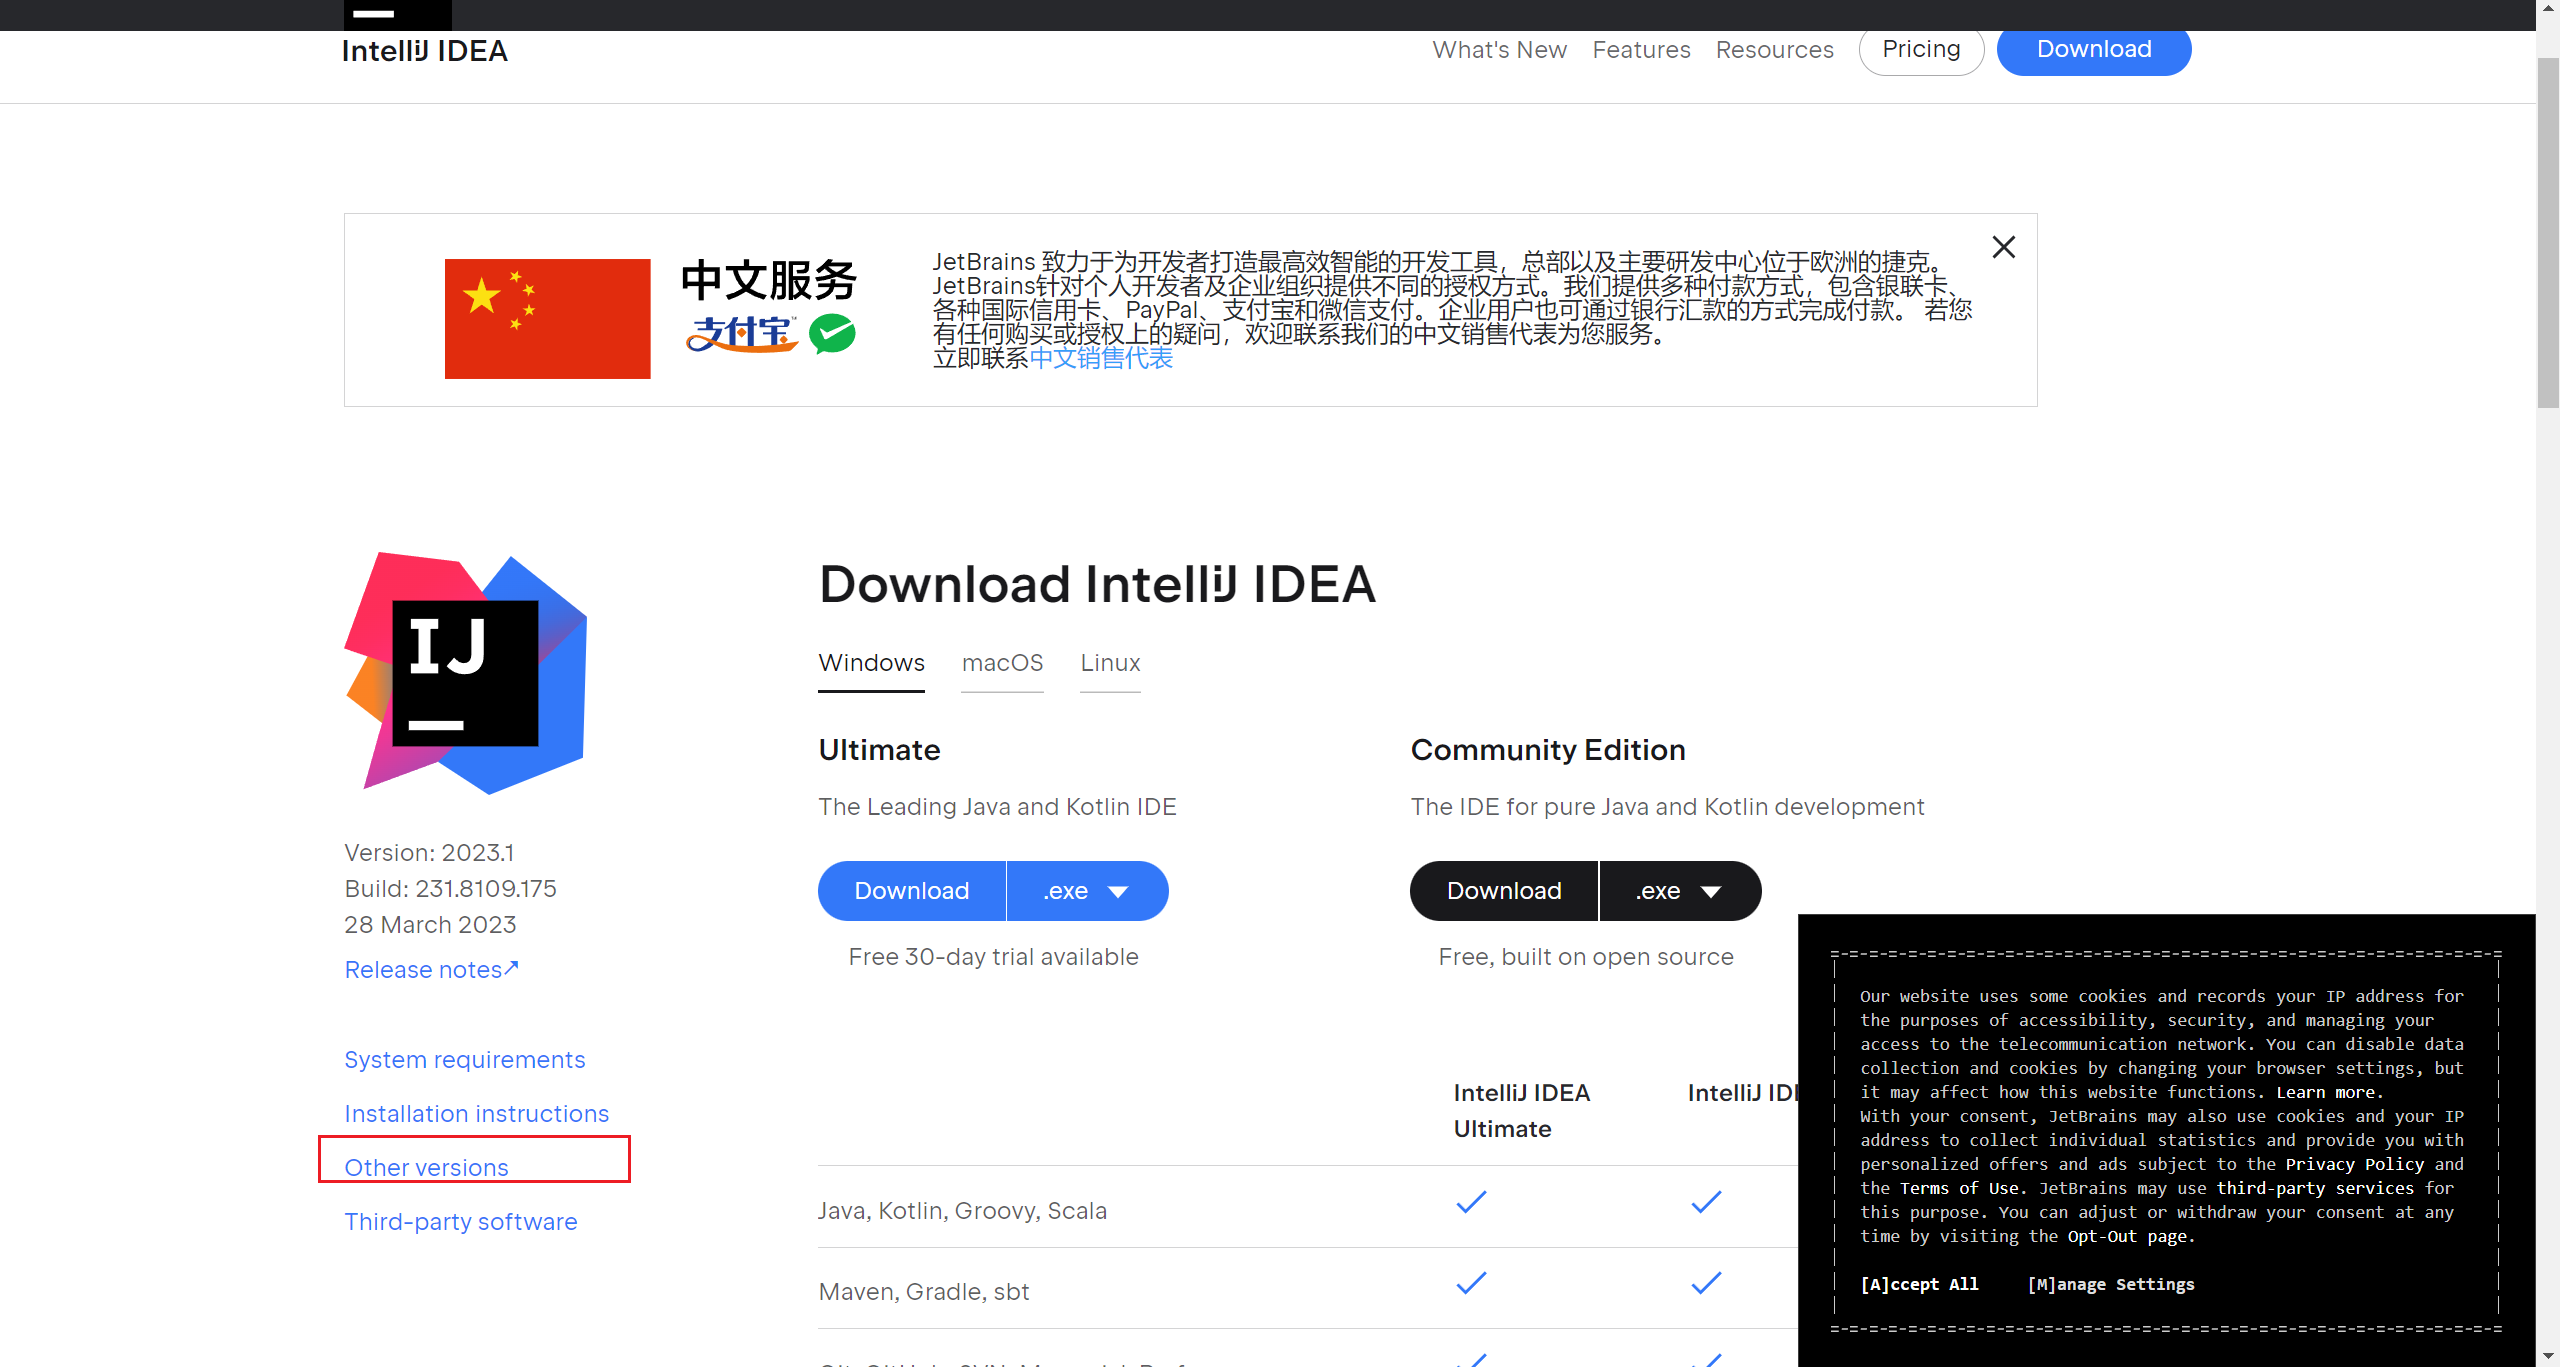 IntelliJ IDEA
What's New Features Resources Pricing Download
中文服务
支付宝
JetBrains 致力于为开发者打造最高效智能的开发工具，总部以及主要研发中心位于欧洲的捷克。
JetBrains针对个人开发者及企业组织提供不同的授权方式。我们提供多种付款方式，包含银联卡、
各种国际信用卡、PayPal、支付宝和微信支付。企业用户也可通过银行汇款的方式完成付款。 若您
有任何购买或授权上的疑问，欢迎联系我们的中文销售代表为您服务。
立即联系中文销售代表
IJ
Version: 2023.1
Build: 231.8109.175
28 March 2023
Release notes↗
System requirements
Installation instructions
Other versions
Third-party software
Download IntelliJ IDEA
Windows macOS Linux
Ultimate
The Leading Java and Kotlin IDE
Download .exe
Free 30-day trial available
Community Edition
The IDE for pure Java and Kotlin development
Download .exe
Free, built on open source
IntelliJ IDEA
Ultimate
IntelliJ
Java, Kotlin, Groovy, Scala
Maven, Gradle, sbt
Our website uses some cookies and records your IP address for
the purposes of accessibility, security, and managing your
access to the telecommunication network. You can disable data
collection and cookies by changing your browser settings, but
it may affect how this website functions. Learn more.
With your consent, JetBrains may also use cookies and your IP
address to collect individual statistics and provide you with
personalized offers and ads subject to the Privacy Policy and
the Terms of Use. JetBrains may use third-party services for
this purpose. You can adjust or withdraw your consent at any
time by visiting the Opt-Out page.
[A]ccept All [M]anage Settings